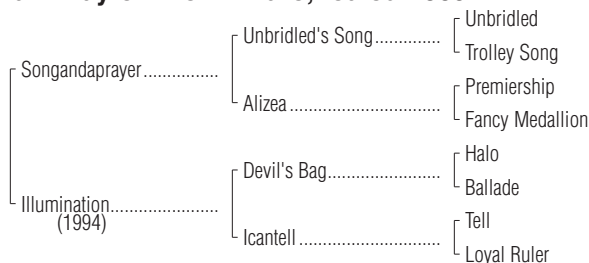 Unbridled
Unbridled's Song...............
Trolley Song
Songandaprayer................
Premiership
Alizea ...................................
Fancy Medallion
Halo
Devil's Bag..........................
Ballade
Illumination.........................
(1994)
Tell
Icantell .................................
Loyal Ruler